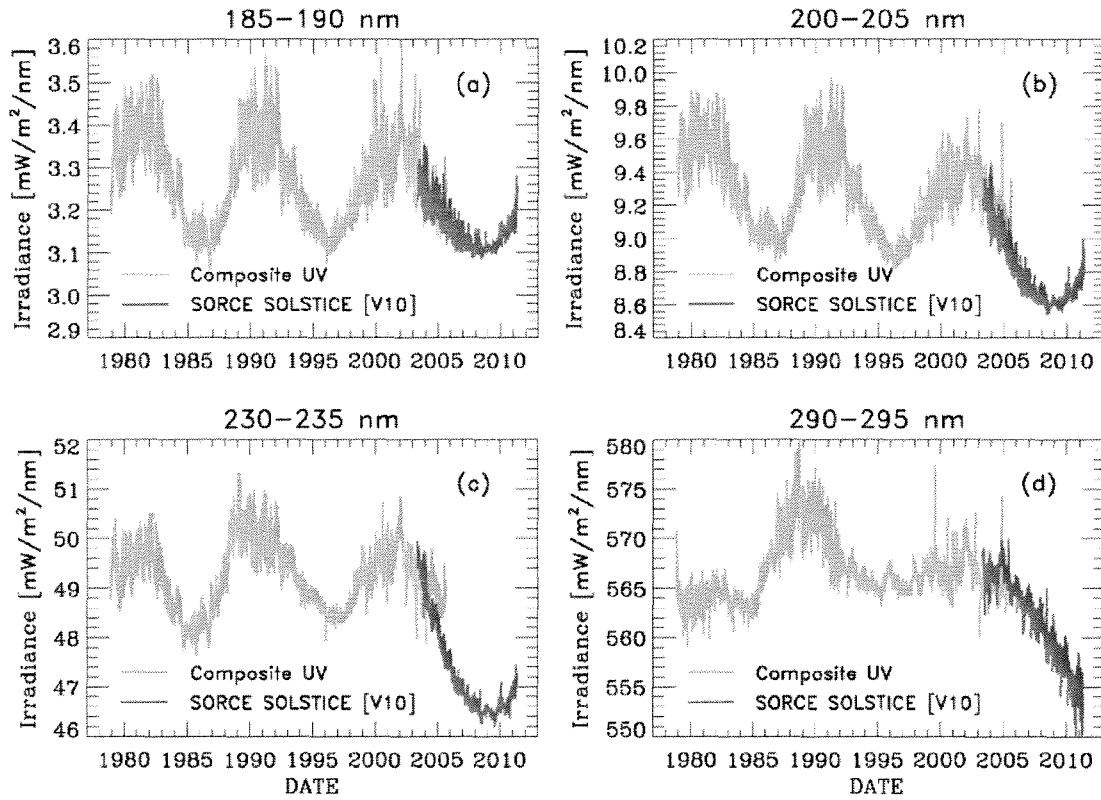 185–190 nm
Irradiance [mW/m²/nm]
3.6
3.5
3.4
3.3
3.2
3.1
3.0
2.9
(a)
Composite UV
SORCE SOLSTICE [V10]
1980 1985 1990 1995 2000 2005 2010
200–205 nm
Irradiance [mW/m²/nm]
10.2
10.0
9.8
9.6
9.4
9.2
9.0
8.8
8.6
8.4
(b)
Composite UV
SORCE SOLSTICE [V10]
1980 1985 1990 1995 2000 2005 2010
230–235 nm
Irradiance [mW/m²/nm]
52
51
50
49
48
47
46
(c)
Composite UV
SORCE SOLSTICE [V10]
1980 1985 1990 1995 2000 2005 2010
DATE
290–295 nm
Irradiance [mW/m²/nm]
580
575
570
565
560
555
550
(d)
Composite UV
SORCE SOLSTICE [V10]
1980 1985 1990 1995 2000 2005 2010
DATE